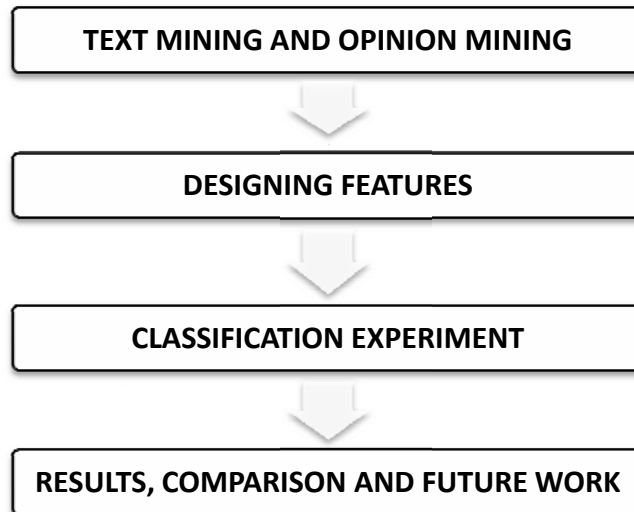 TEXT MINING AND OPINION MINING
DESIGNING FEATURES
CLASSIFICATION EXPERIMENT
RESULTS, COMPARISON AND FUTURE WORK